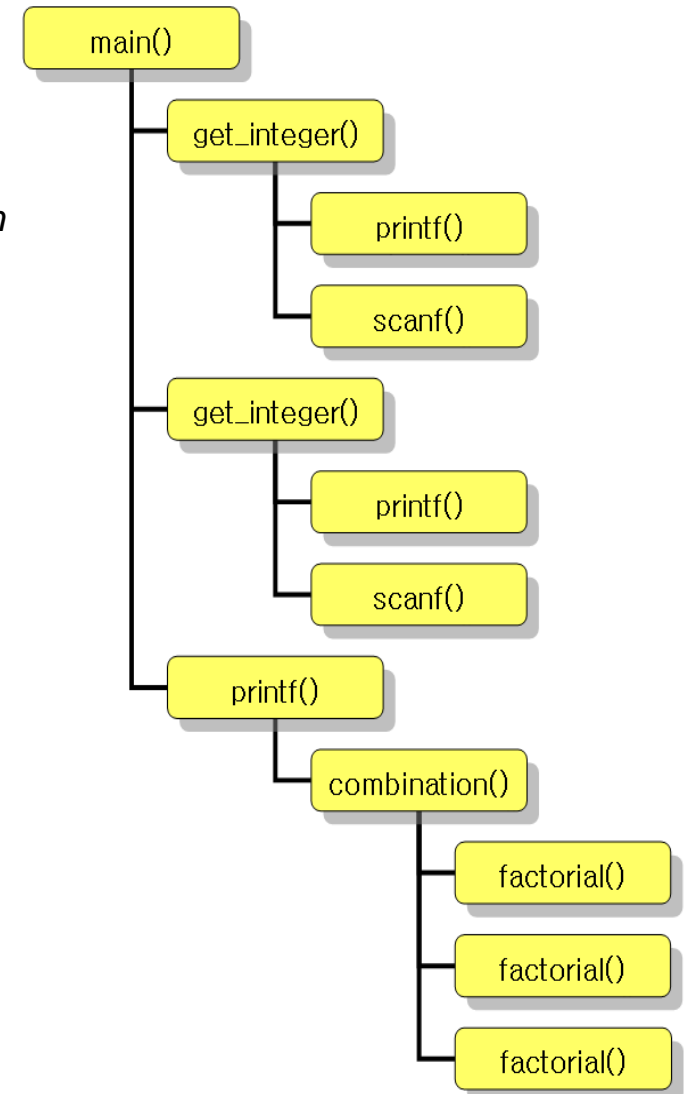 main()
get_integer()
n
printf()
scanf()
get_integer()
printf()
scanf()
printf()
combination()
factorial()
factorial()
factorial()